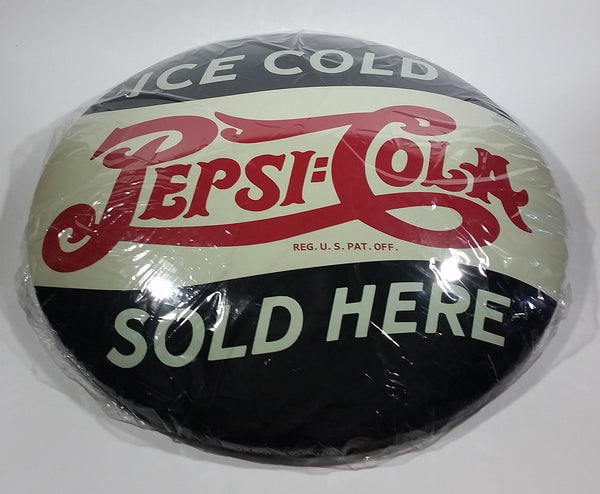 ICE COLD
PEPSI=COLA
REG. U. S. PAT. OFF.
SOLD HERE